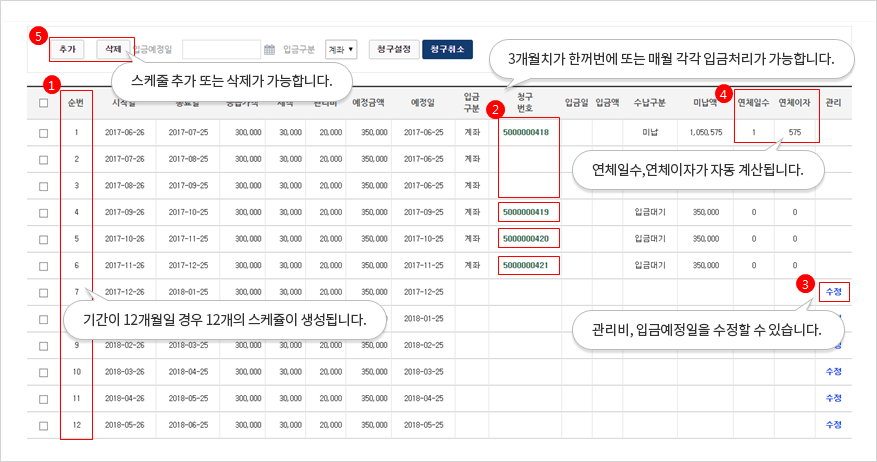 5 추가 삭제 입금예정일 입금구분 계좌 ▼ 청구설정 청구취소
3개월치가 한꺼번에 또는 매월 각각 입금처리가 가능합니다.
스케줄 추가 또는 삭제가 가능합니다.
1 2 4
순번 시작일 종료일 공급가액 세액 관리비 예정금액 예정일 입금구분 청구번호 입금일 입금액 수납구분 미납액 연체일수 연체이자 관리
1 2017-06-26 2017-07-25 300,000 30,000 20,000 350,000 2017-06-25 계좌 5000000418 미납 1,050,575 1 575
2 2017-07-26 2017-08-25 300,000 30,000 20,000 350,000 2017-06-25 계좌
연체일수,연체이자가 자동 계산됩니다.
3 2017-08-26 2017-09-25 300,000 30,000 20,000 350,000 2017-06-25 계좌
4 2017-09-26 2017-10-25 300,000 30,000 20,000 350,000 2017-09-25 계좌 5000000419 입금대기 350,000 0 0
5 2017-10-26 2017-11-25 300,000 30,000 20,000 350,000 2017-10-25 계좌 5000000420 입금대기 350,000 0 0
6 2017-11-26 2017-12-25 300,000 30,000 20,000 350,000 2017-11-25 계좌 5000000421 입금대기 350,000 0 0
3
7 2017-12-26 2018-01-25 300,000 30,000 20,000 350,000 2017-12-25 수정
기간이 12개월일 경우 12개의 스케쥴이 생성됩니다.
2018-01-25
관리비, 입금예정일을 수정할 수 있습니다.
9 2018-02-26 2018-03-25 300,000 30,000 20,000 350,000 2018-02-25
10 2018-03-26 2018-04-25 300,000 30,000 20,000 350,000 2018-03-25 수정
11 2018-04-26 2018-05-25 300,000 30,000 20,000 350,000 2018-04-25 수정
12 2018-05-26 2018-06-25 300,000 30,000 20,000 350,000 2018-05-25 수정